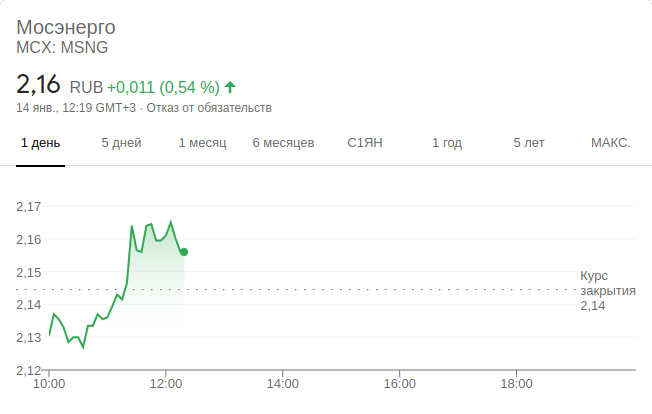 Мосэнерго
MCX: MSNG
2,16 RUB +0,011 (0,54 %)
14 янв., 12:19 GMT+3 · Отказ от обязательств
1 день 5 дней 1 месяц 6 месяцев С1ЯН 1 год 5 лет МАКС.
2,17
2,16
2,15
2,14
2,13
2,12
Курс
закрытия
2,14
10:00 12:00 14:00 16:00 18:00